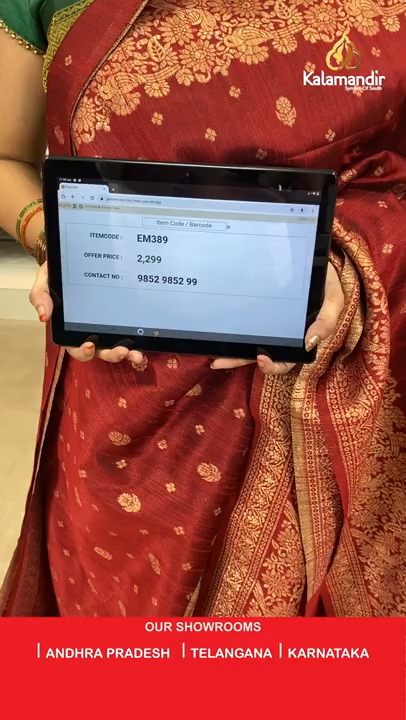 Kalamandir
Symbol Of South
Item Code / Barcode
ITEMCODE : EM389
OFFER PRICE : 2,299
CONTACT NO : 9852 9852 99
OUR SHOWROOMS
| ANDHRA PRADESH | TELANGANA | KARNATAKA